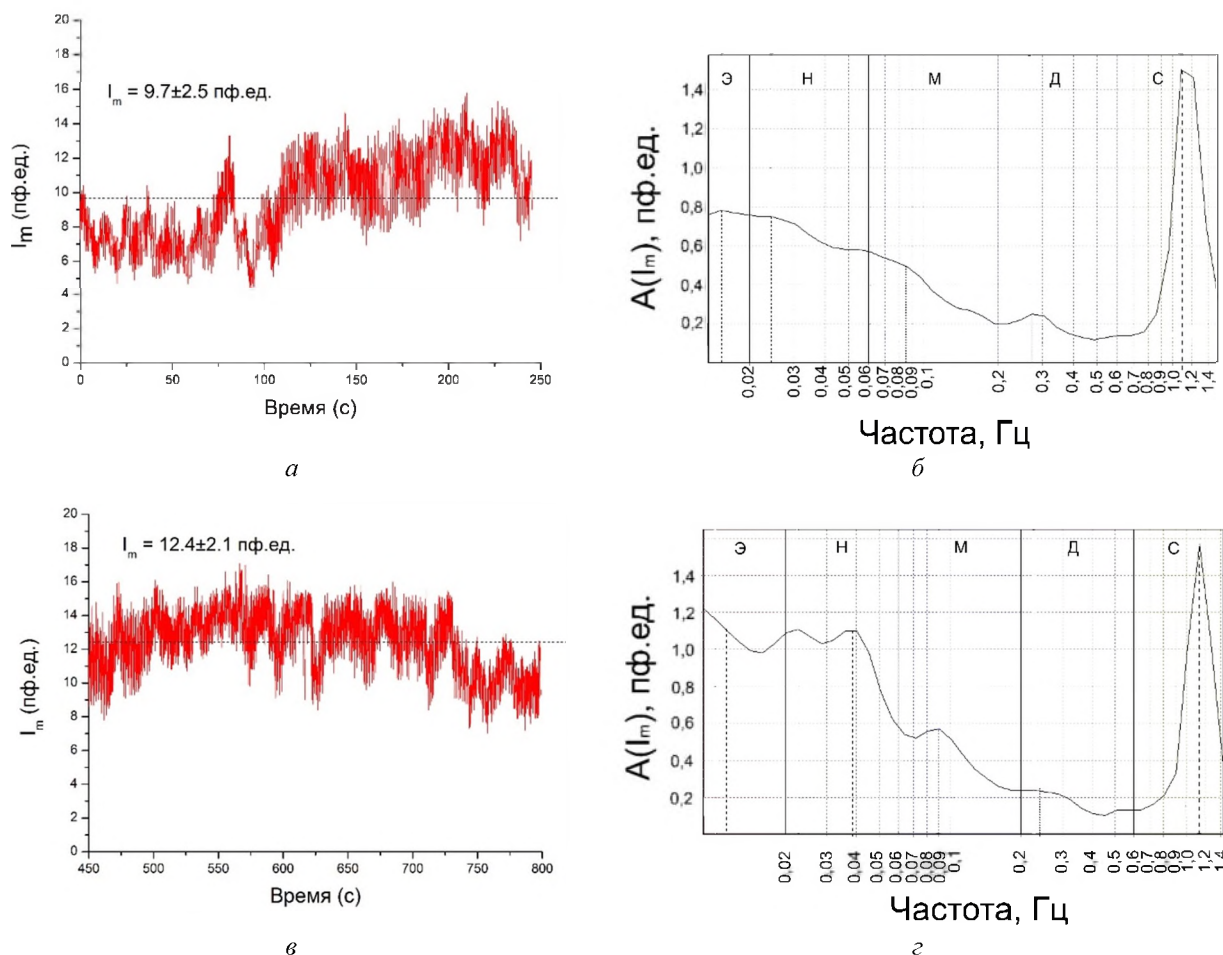 20
18
16
14
12
10
8
6
4
2
0
I_m (пф.ед.)
I_m = 9.7±2.5 пф.ед.
0 50 100 150 200 250
Время (с)
а
1,4
1,2
1,0
0,8
0,6
0,4
0,2
A(I_m), пф.ед.
Э Н М Д С
0,02 0,03 0,04 0,05 0,06 0,07 0,08 0,09 0,1 0,2 0,3 0,4 0,5 0,6 0,7 0,8 0,9 1,0 1,2 1,4
Частота, Гц
б
20
18
16
14
12
10
8
6
4
2
0
I_m (пф.ед.)
I_m = 12.4±2.1 пф.ед.
450 500 550 600 650 700 750 800
Время (с)
в
1,4
1,2
1,0
0,8
0,6
0,4
0,2
A(I_m), пф.ед.
Э Н М Д С
0,02 0,03 0,04 0,05 0,06 0,07 0,08 0,09 0,1 0,2 0,3 0,4 0,5 0,6 0,7 0,8 0,9 1,0 1,2 1,4
Частота, Гц
г